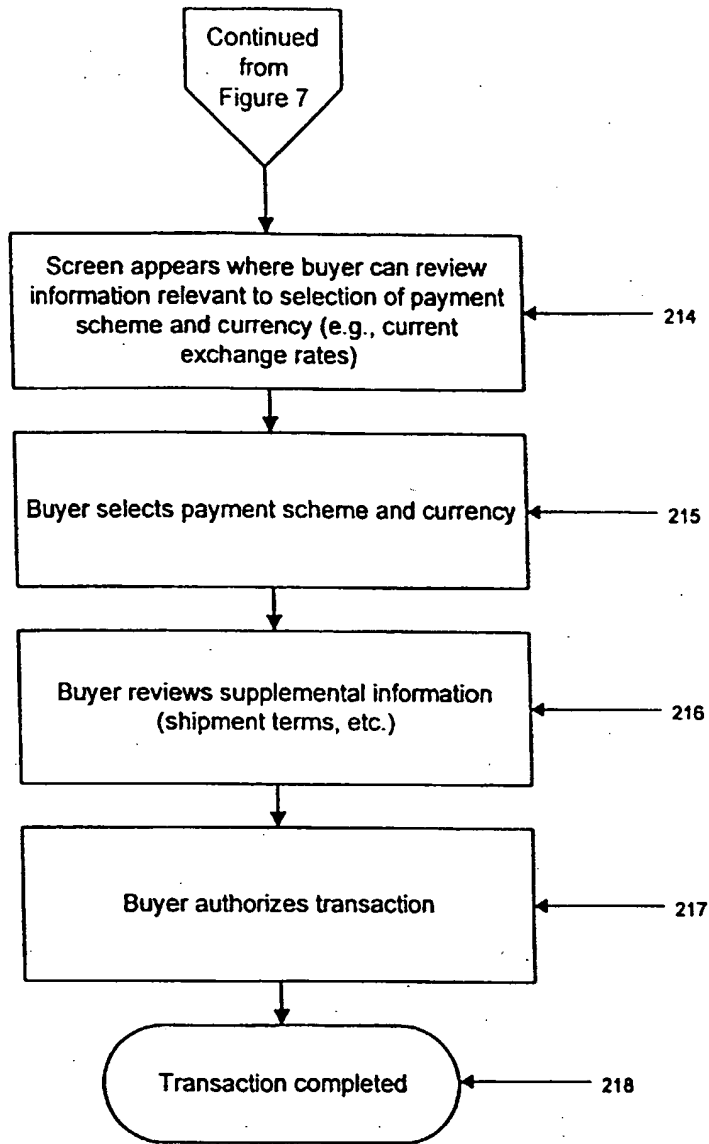 Continued
from
Figure 7
Screen appears where buyer can review
information relevant to selection of payment
scheme and currency (e.g., current
exchange rates)
214
Buyer selects payment scheme and currency
215
Buyer reviews supplemental information
(shipment terms, etc.)
216
Buyer authorizes transaction
217
Transaction completed
218